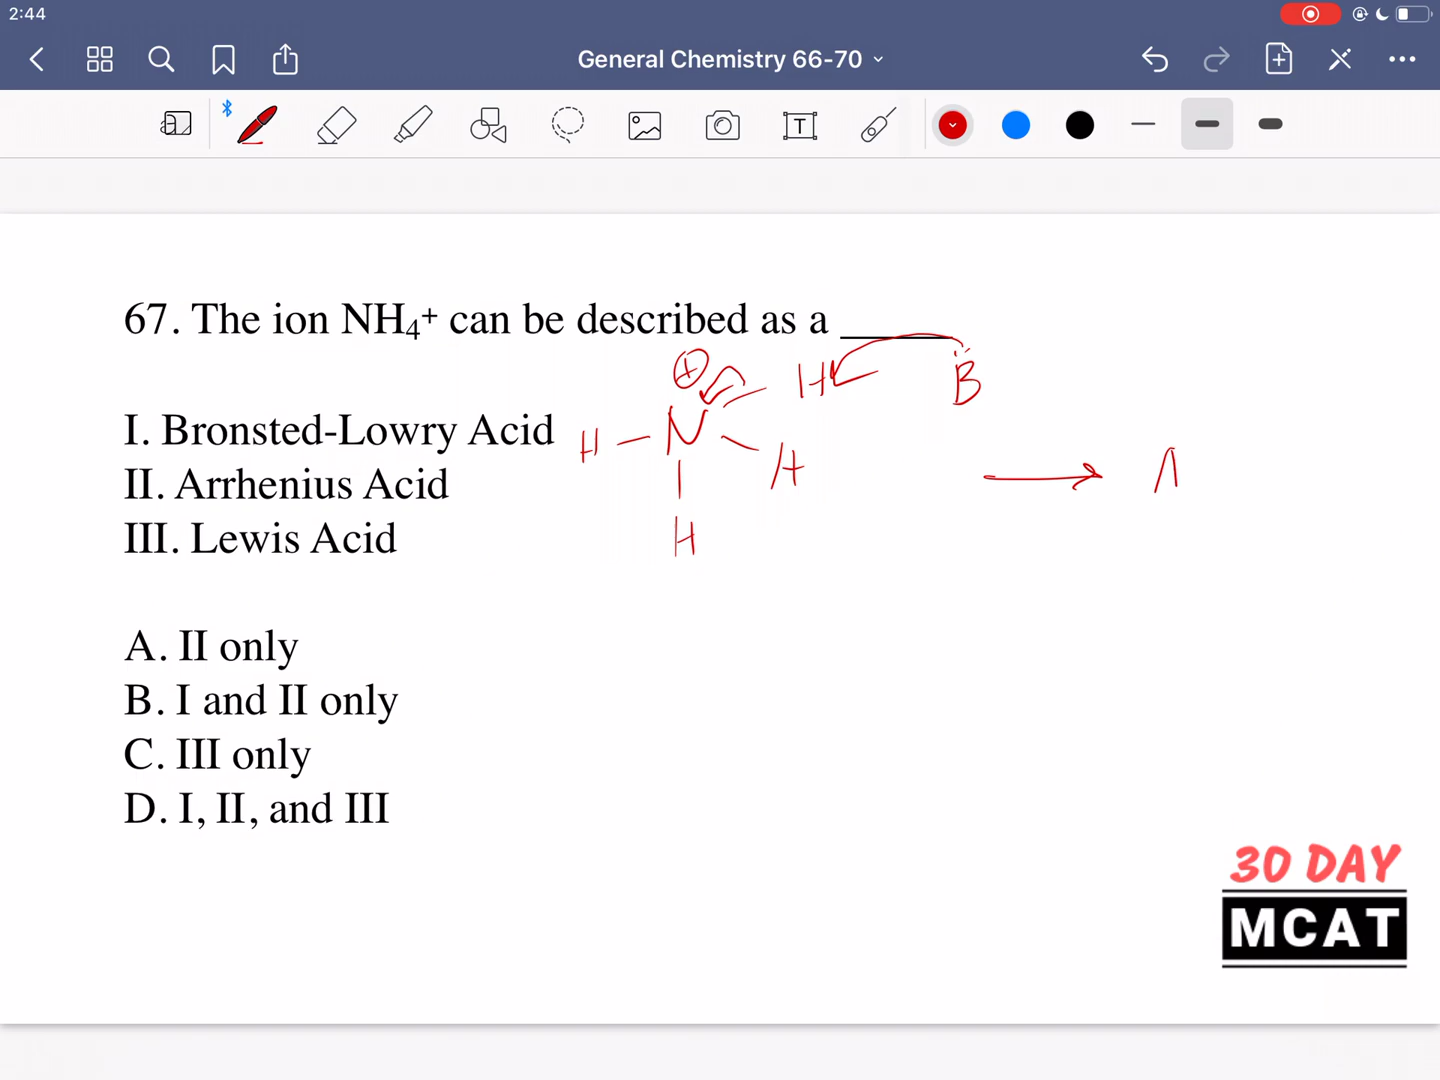 2:44
General Chemistry 66-70
a
T
67. The ion NH₄⁺ can be described as a ______
I. Bronsted-Lowry Acid
II. Arrhenius Acid
III. Lewis Acid
+
H
B
H
N
H
H
A. II only
B. I and II only
C. III only
D. I, II, and III
30 DAY
MCAT